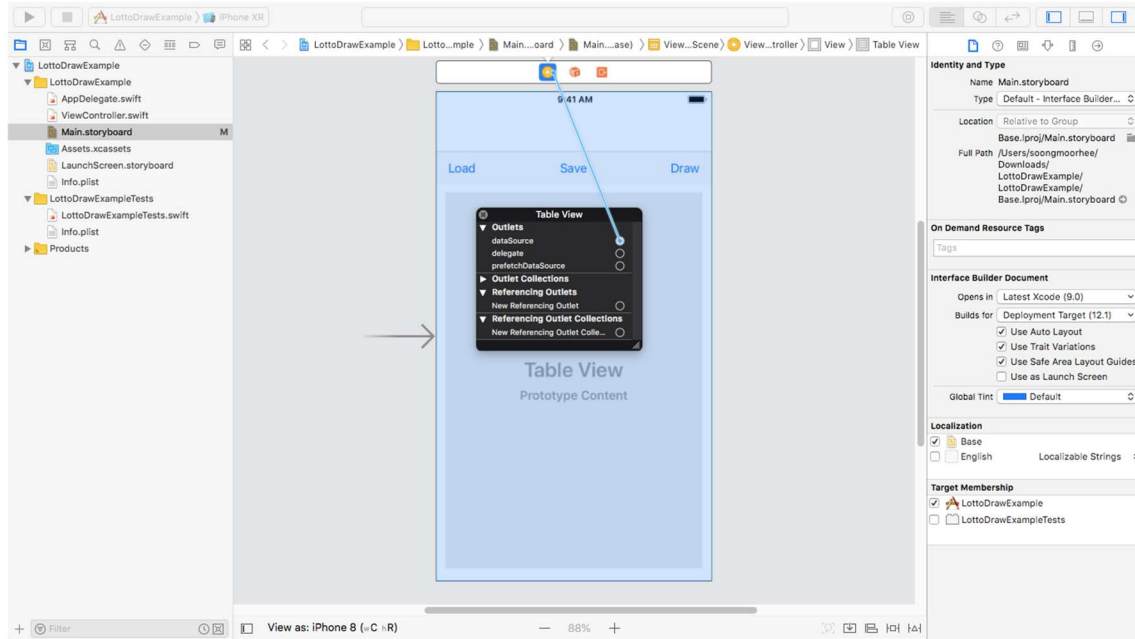 LottoDrawExample 〉 iPhone XR
LottoDrawExample 〉 Lotto...mple 〉 Main....oard 〉 Main....ase) 〉 View...Scene 〉 View...troller 〉 View 〉 Table View
LottoDrawExample
LottoDrawExample
AppDelegate.swift
ViewController.swift
Main.storyboard M
Assets.xcassets
LaunchScreen.storyboard
Info.plist
LottoDrawExampleTests
LottoDrawExampleTests.swift
Info.plist
Products
Filter
9:41 AM
Load Save Draw
Table View
Outlets
dataSource
delegate
prefetchDataSource
Outlet Collections
Referencing Outlets
New Referencing Outlet
Referencing Outlet Collections
New Referencing Outlet Colle...
Table View
Prototype Content
View as: iPhone 8 (wC hR)
— 88% +
Identity and Type
Name Main.storyboard
Type Default - Interface Builder...
Location Relative to Group
Base.lproj/Main.storyboard
Full Path /Users/soongmoorhee/
Downloads/
LottoDrawExample/
LottoDrawExample/
Base.lproj/Main.storyboard
On Demand Resource Tags
Tags
Interface Builder Document
Opens in Latest Xcode (9.0)
Builds for Deployment Target (12.1)
Use Auto Layout
Use Trait Variations
Use Safe Area Layout Guides
Use as Launch Screen
Global Tint Default
Localization
Base
English Localizable Strings
Target Membership
LottoDrawExample
LottoDrawExampleTests